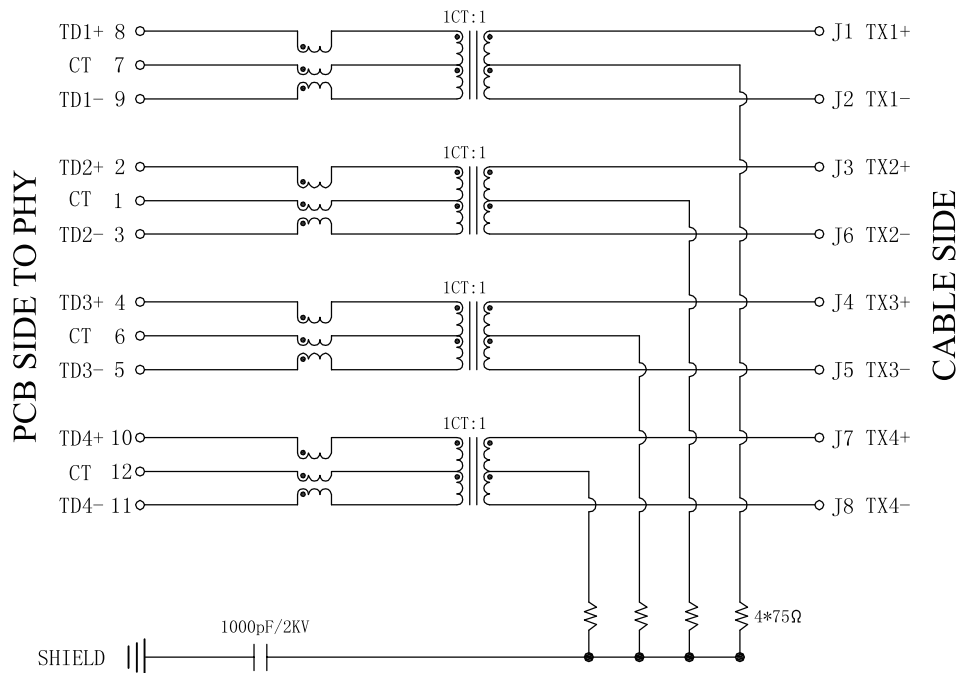 PCB SIDE TO PHY
1CT:1
TD1+ 8 J1 TX1+
CT 7
TD1- 9 J2 TX1-
1CT:1
TD2+ 2 J3 TX2+
CT 1
TD2- 3 J6 TX2-
1CT:1
TD3+ 4 J4 TX3+
CT 6
TD3- 5 J5 TX3-
1CT:1
TD4+ 10 J7 TX4+
CT 12
TD4- 11 J8 TX4-
CABLE SIDE
4*75Ω
1000pF/2KV
SHIELD